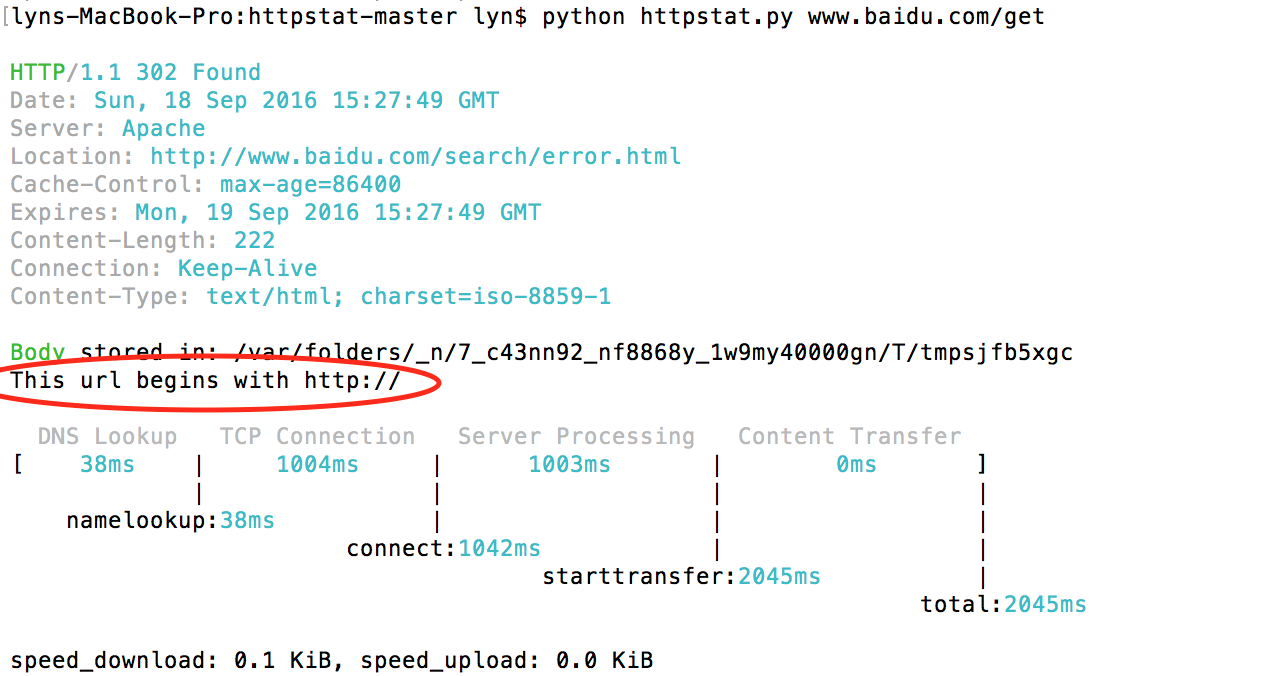 [lyns-MacBook-Pro:httpstat-master lyn$ python httpstat.py www.baidu.com/get
HTTP/1.1 302 Found
Date: Sun, 18 Sep 2016 15:27:49 GMT
Server: Apache
Location: http://www.baidu.com/search/error.html
Cache-Control: max-age=86400
Expires: Mon, 19 Sep 2016 15:27:49 GMT
Content-Length: 222
Connection: Keep-Alive
Content-Type: text/html; charset=iso-8859-1
Body stored in: /var/folders/_n/7_c43nn92_nf8868y_1w9my40000gn/T/tmpsjfb5xgc
This url begins with http://
DNS Lookup   TCP Connection   Server Processing   Content Transfer
[    38ms    |     1004ms     |      1003ms       |        0ms       ]
|                |                   |                  |
namelookup:38ms           |                   |                  |
connect:1042ms            |                  |
starttransfer:2045ms           |
total:2045ms
speed_download: 0.1 KiB, speed_upload: 0.0 KiB